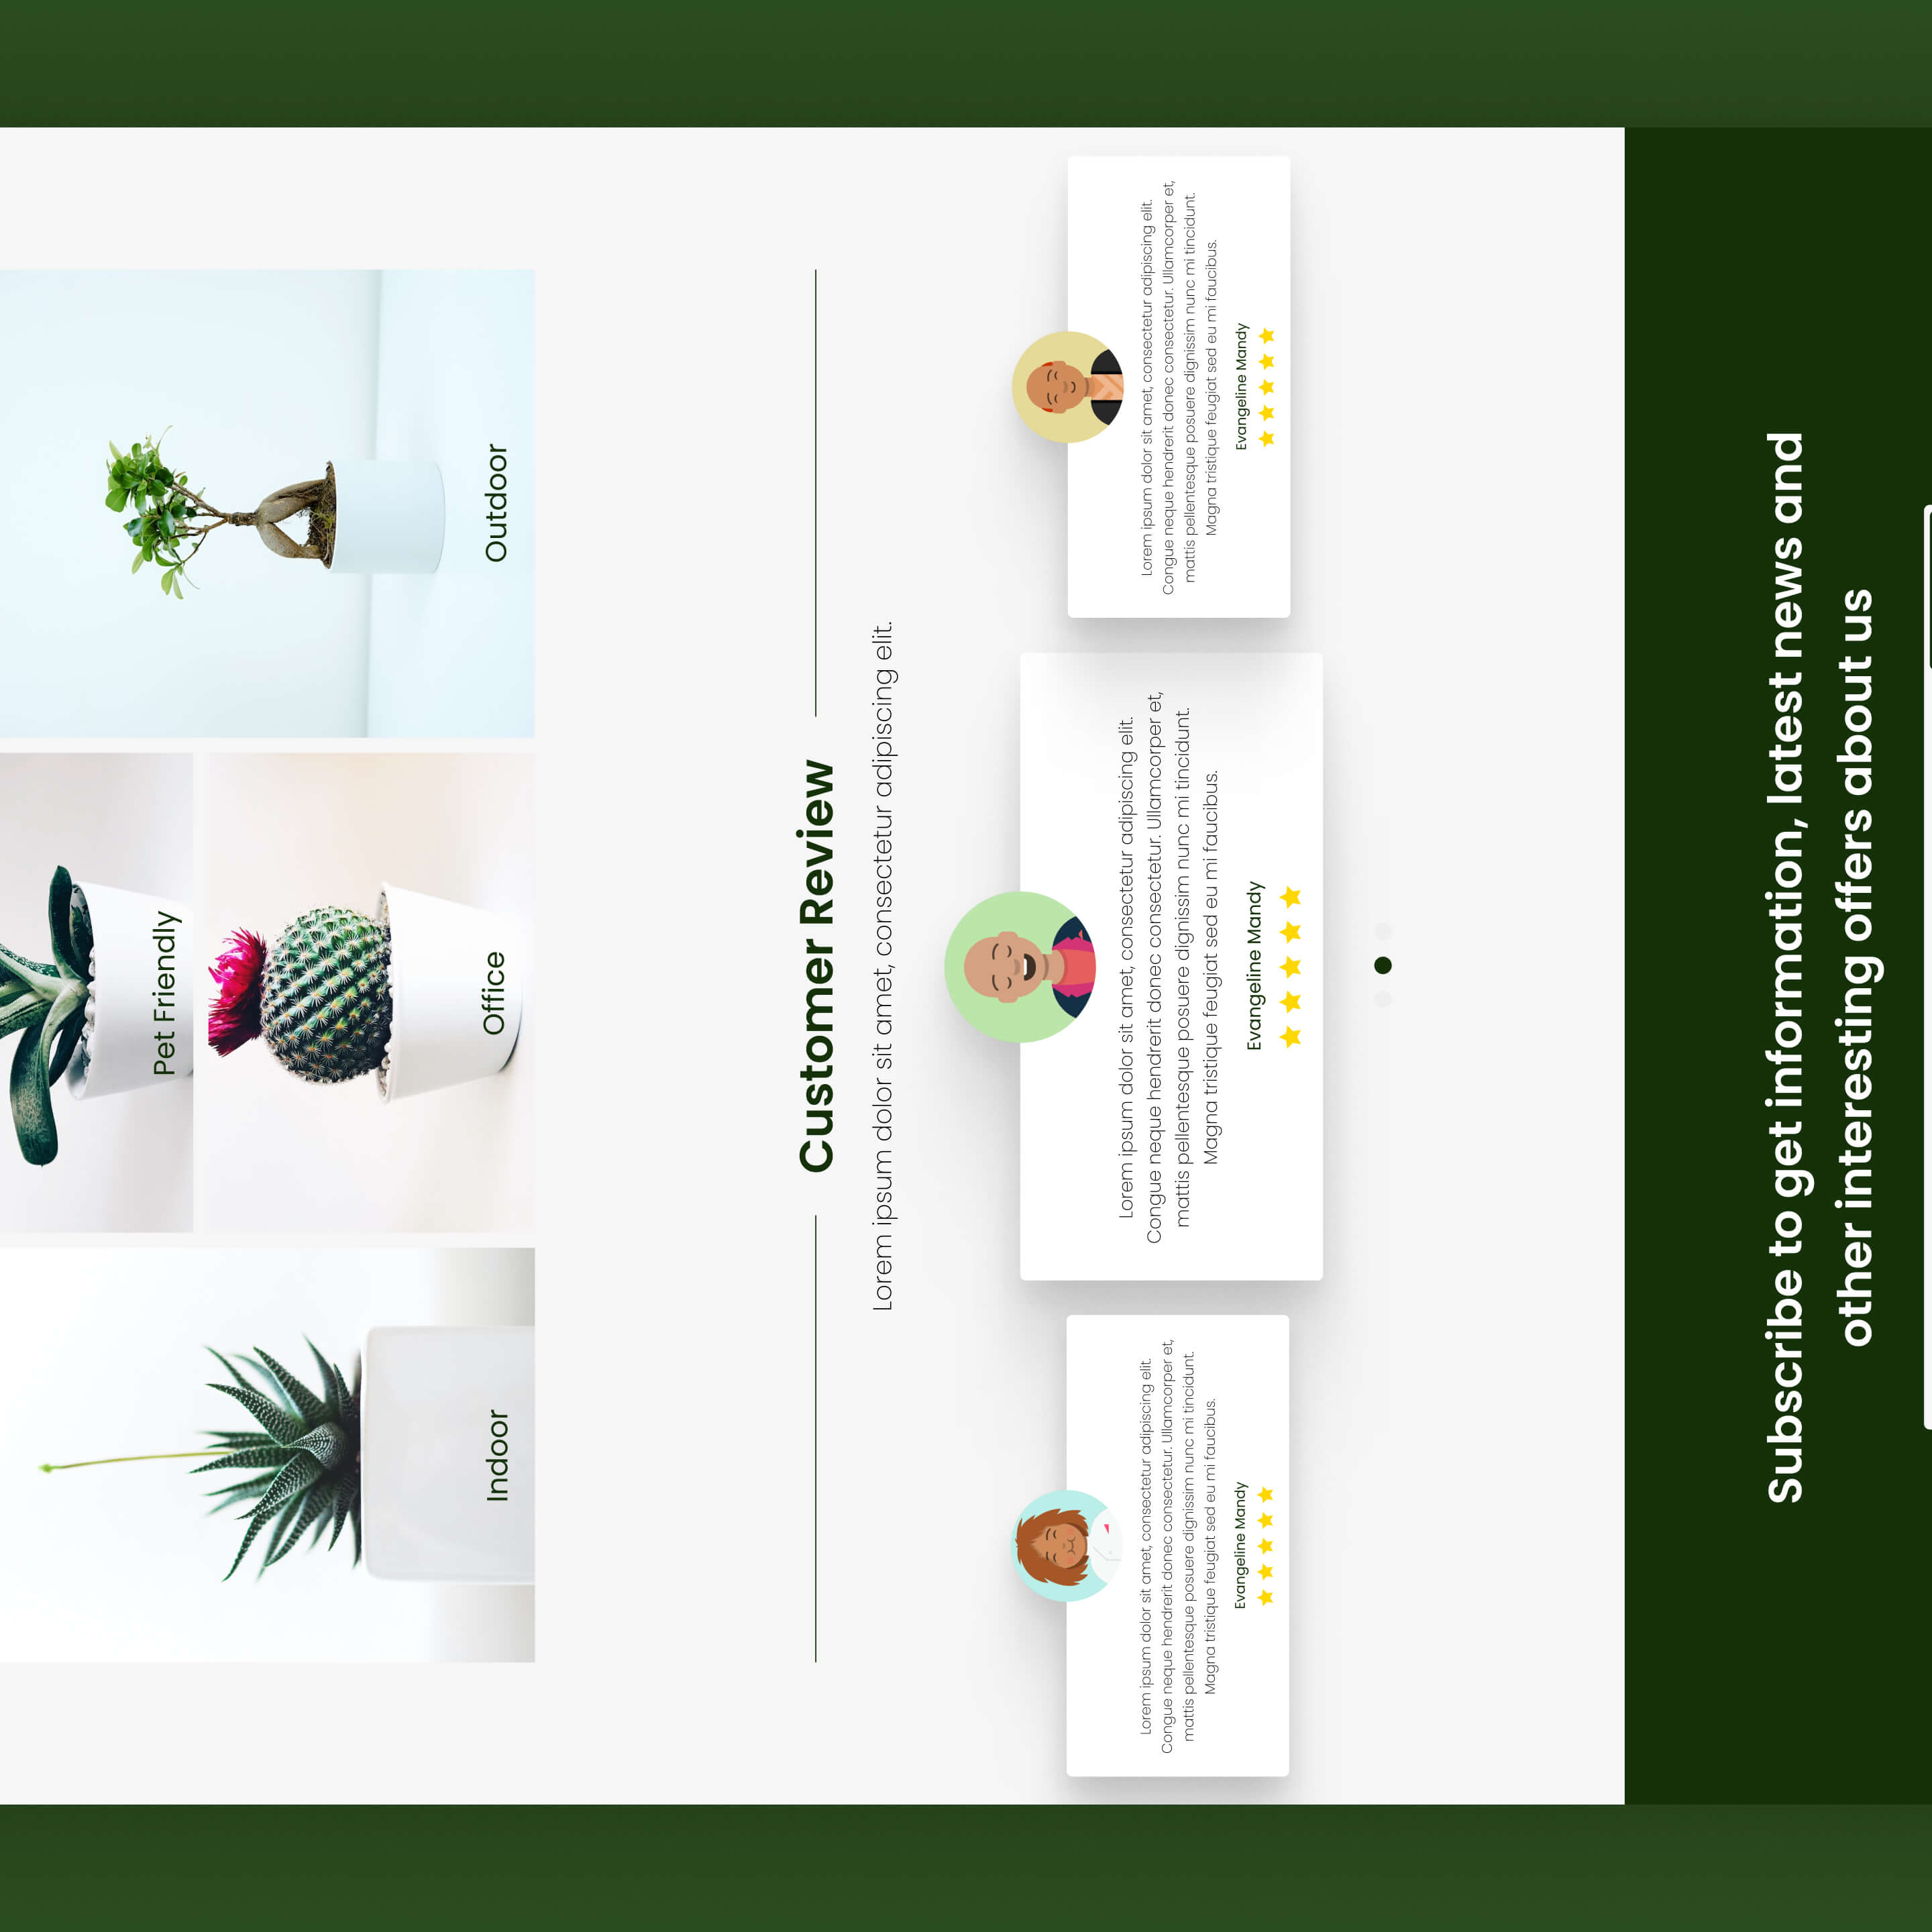 Pet Friendly
Indoor
Office
Outdoor
Customer Review
Lorem ipsum dolor sit amet, consectetur adipiscing elit.
Lorem ipsum dolor sit amet, consectetur adipiscing elit.
Congue neque hendrerit donec consectetur. Ullamcorper et,
mattis pellentesque posuere dignissim nunc mi tincidunt.
Magna tristique feugiat sed eu mi faucibus.
Evangeline Mandy
Lorem ipsum dolor sit amet, consectetur adipiscing elit.
Congue neque hendrerit donec consectetur. Ullamcorper et,
mattis pellentesque posuere dignissim nunc mi tincidunt.
Magna tristique feugiat sed eu mi faucibus.
Evangeline Mandy
Lorem ipsum dolor sit amet, consectetur adipiscing elit.
Congue neque hendrerit donec consectetur. Ullamcorper et,
mattis pellentesque posuere dignissim nunc mi tincidunt.
Magna tristique feugiat sed eu mi faucibus.
Evangeline Mandy
Subscribe to get information, latest news and
other interesting offers about us